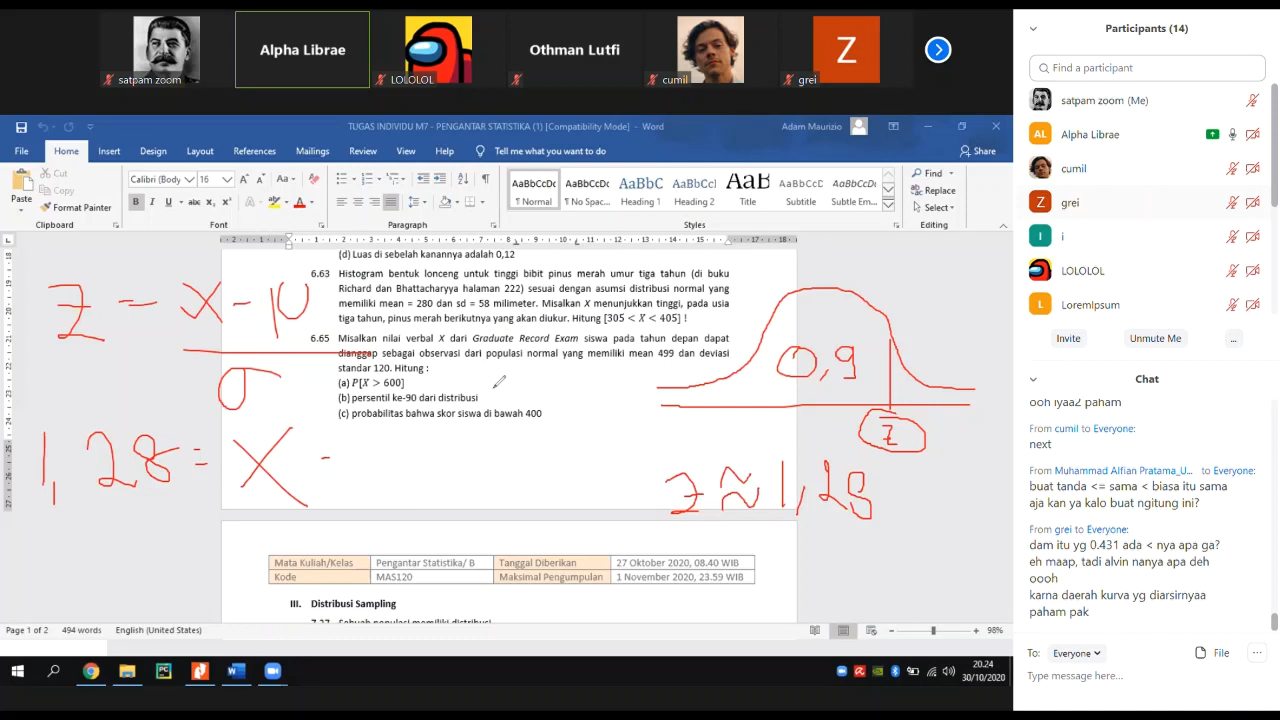 Alpha Librae
Othman Lutfi
Z
satpam zoom
LOLOLOL
cumil
grei
Participants (14)
Find a participant
satpam zoom (Me)
AL
Alpha Librae
cumil
Z
grei
I
i
LOLOLOL
L
LoremIpsum
Invite
Unmute Me
...
Chat
ooh iyaa2 paham
From cumil to Everyone:
next
From Muhammad Alfian Pratama_U... to Everyone:
buat tanda <= sama < biasa itu sama
aja kan ya kalo buat ngitung ini?
From grei to Everyone:
dam itu yg 0.431 ada < nya apa ga?
eh maap, tadi alvin nanya apa deh
oooh
karna daerah kurva yg diarsirnyaa
paham pak
To:
Everyone
File
...
Type message here...
TUGAS INDIVIDU M7 - PENGANTAR STATISTIKA (1) [Compatibility Mode] - Word
Adam Maurizio
File
Home
Insert
Design
Layout
References
Mailings
Review
View
Help
Tell me what you want to do
Share
Paste
Cut
Copy
Format Painter
Clipboard
Calibri (Body)
16
Font
Paragraph
AaBbCcDc
¶ Normal
AaBbCcDc
¶ No Spac...
AaBbC
Heading 1
AaBbCc
Heading 2
AaB
Title
AaBbCcD
Subtitle
AaBbCcDc
Subtle Em...
Styles
Find
Replace
Select
Editing
(d) Luas di sebelah kanannya adalah 0,12
6.63 Histogram bentuk lonceng untuk tinggi bibit pinus merah umur tiga tahun (di buku
Richard dan Bhattacharyya halaman 222) sesuai dengan asumsi distribusi normal yang
memiliki mean = 280 dan sd = 58 milimeter. Misalkan X menunjukkan tinggi, pada usia
tiga tahun, pinus merah berikutnya yang akan diukur. Hitung [305 < X < 405] !
6.65 Misalkan nilai verbal X dari Graduate Record Exam siswa pada tahun depan dapat
dianggap sebagai observasi dari populasi normal yang memiliki mean 499 dan deviasi
standar 120. Hitung :
(a) P[X > 600]
(b) persentil ke-90 dari distribusi
(c) probabilitas bahwa skor siswa di bawah 400
z = x - 10
σ
1,28 = X -
0,9
z
z ≈ 1,28
Mata Kuliah/Kelas Pengantar Statistika/ B Tanggal Diberikan 27 Oktober 2020, 08.40 WIB
Kode MAS120 Maksimal Pengumpulan 1 November 2020, 23.59 WIB
III. Distribusi Sampling
7.27 Sebuah populasi memiliki distribusi
Page 1 of 2
494 words
English (United States)
98%
20.24
30/10/2020